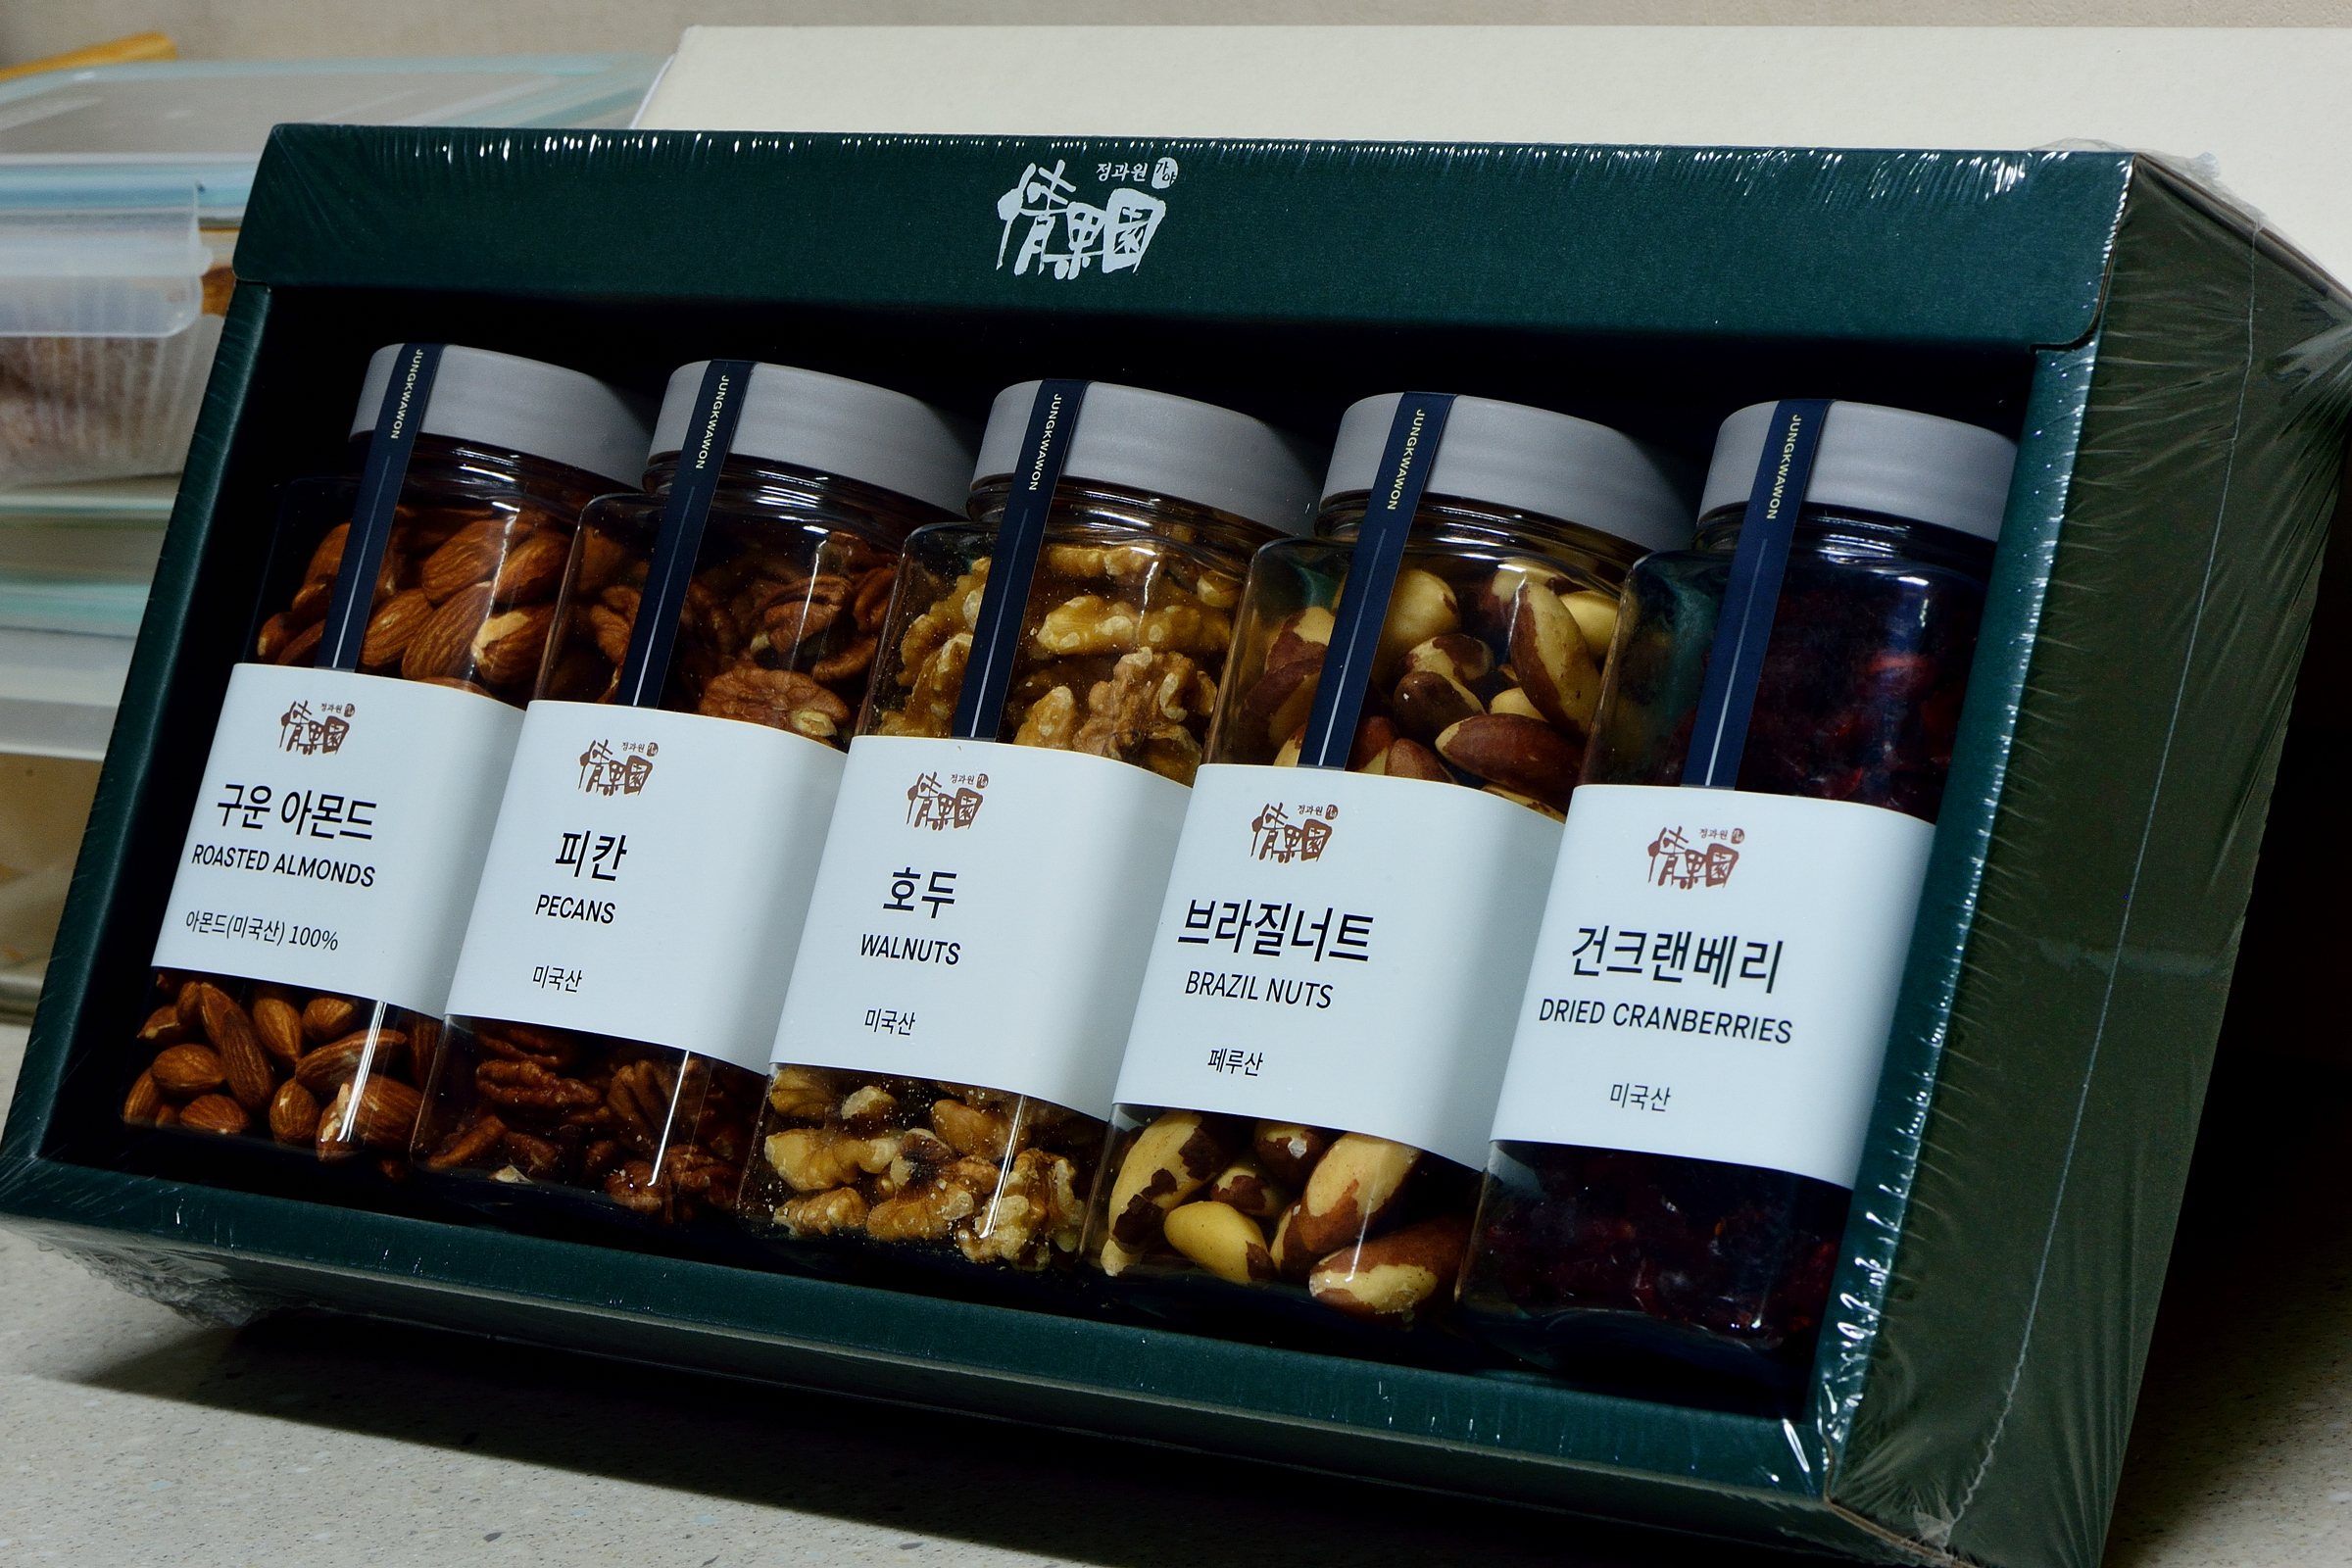 정과원 가야
情果園
JUNGKWAWON
JUNGKWAWON
JUNGKWAWON
JUNGKWAWON
JUNGKWAWON
정과원
情果園
구운 아몬드
ROASTED ALMONDS
아몬드(미국산) 100%
정과원
情果園
피칸
PECANS
미국산
정과원
情果園
호두
WALNUTS
미국산
정과원
情果園
브라질너트
BRAZIL NUTS
페루산
정과원
情果園
건크랜베리
DRIED CRANBERRIES
미국산